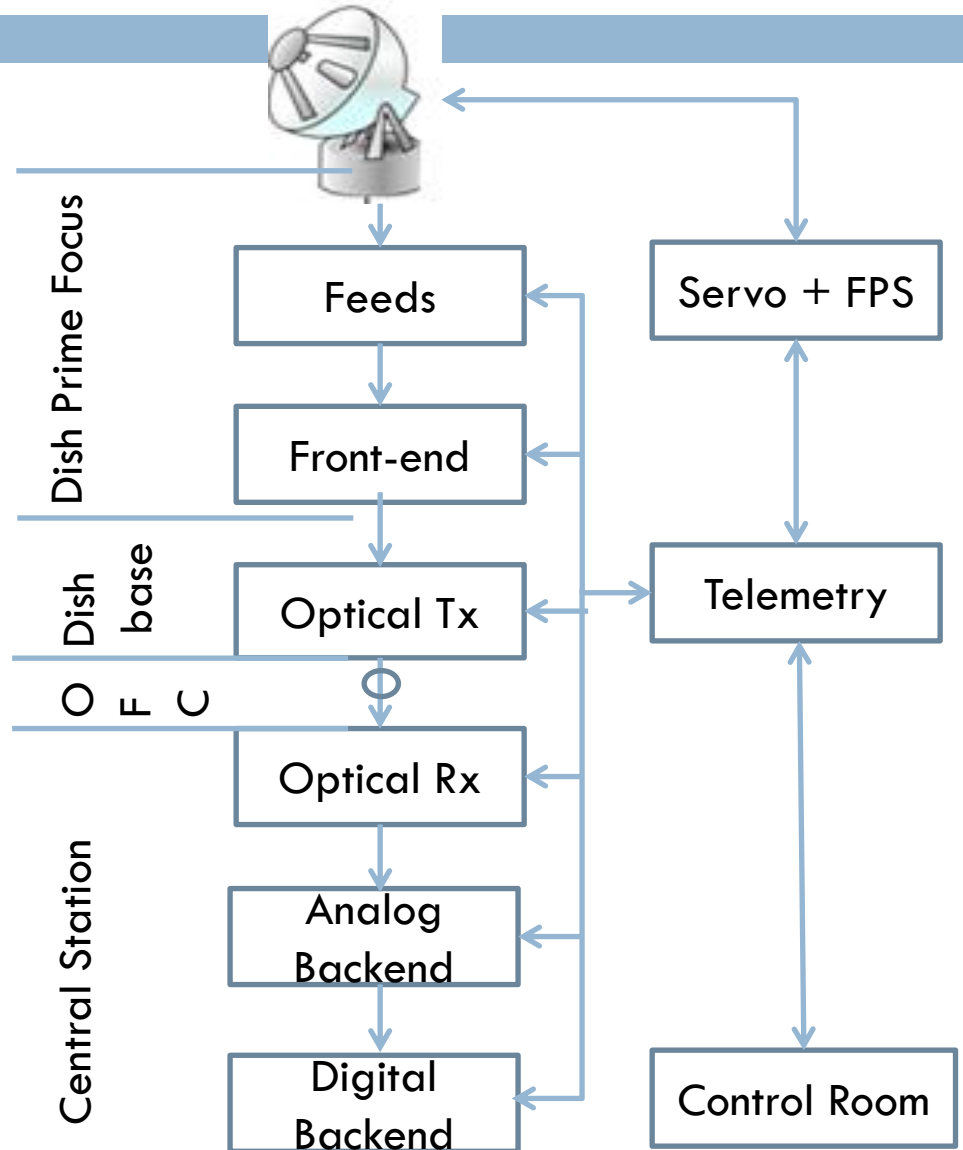 Dish Prime Focus
Feeds
Servo + FPS
Front-end
Dish
base
Optical Tx
Telemetry
O
F
C
Optical Rx
Central Station
Analog
Backend
Digital
Backend
Control Room